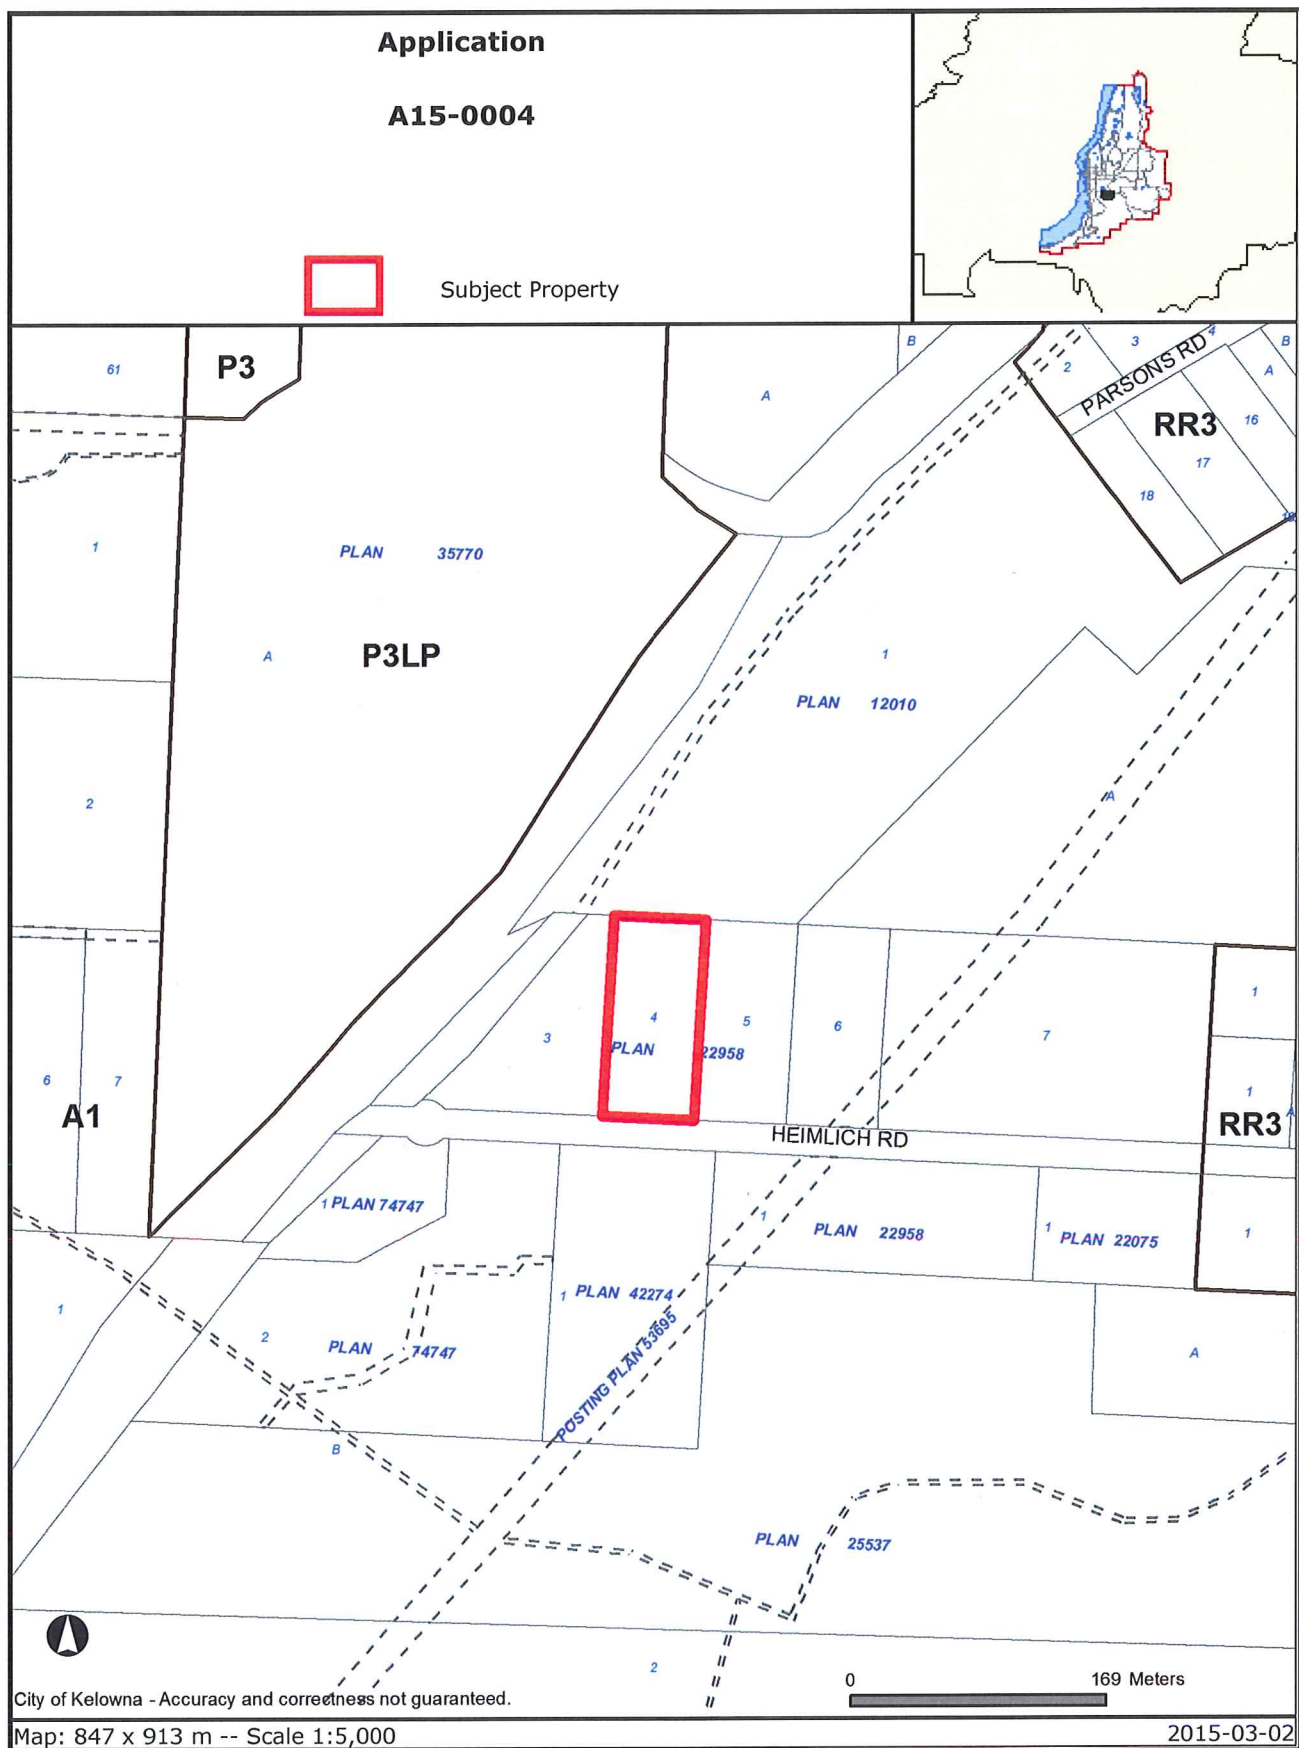 Application
A15-0004
Subject Property
61
P3
A
B
2
3
4
PARSONS RD
B
A
RR3
16
17
18
1
PLAN 35770
A
P3LP
1
PLAN 12010
2
A
3
4
5
6
7
PLAN 22958
1
1
A
RR3
6
7
A1
HEIMLICH RD
1 PLAN 74747
1
PLAN 22958
1
PLAN 22075
1
1
2
PLAN 74747
1 PLAN 42274
POSTING PLAN 53695
A
B
PLAN 25537
2
0
169 Meters
City of Kelowna - Accuracy and correctness not guaranteed.
Map: 847 x 913 m -- Scale 1:5,000
2015-03-02